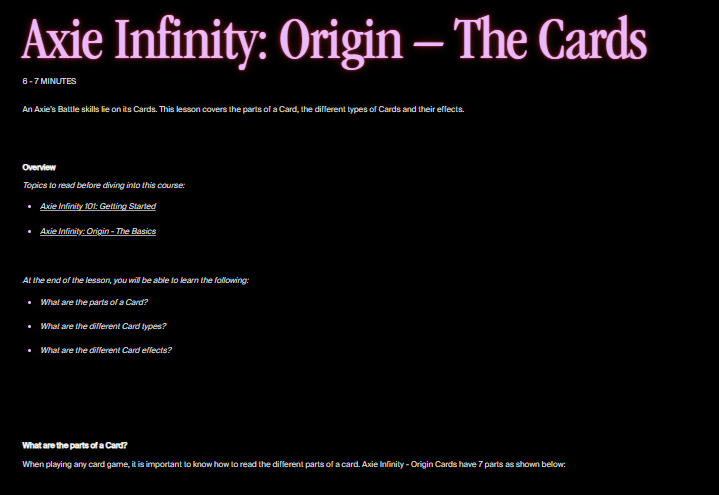 Axie Infinity: Origin – The Cards
6 - 7 MINUTES
An Axie's Battle skills lie on its Cards. This lesson covers the parts of a Card, the different types of Cards and their effects.
Overview
Topics to read before diving into this course:
Axie Infinity 101: Getting Started
Axie Infinity: Origin - The Basics
At the end of the lesson, you will be able to learn the following:
What are the parts of a Card?
What are the different Card types?
What are the different Card effects?
What are the parts of a Card?
When playing any card game, it is important to know how to read the different parts of a card. Axie Infinity - Origin Cards have 7 parts as shown below: